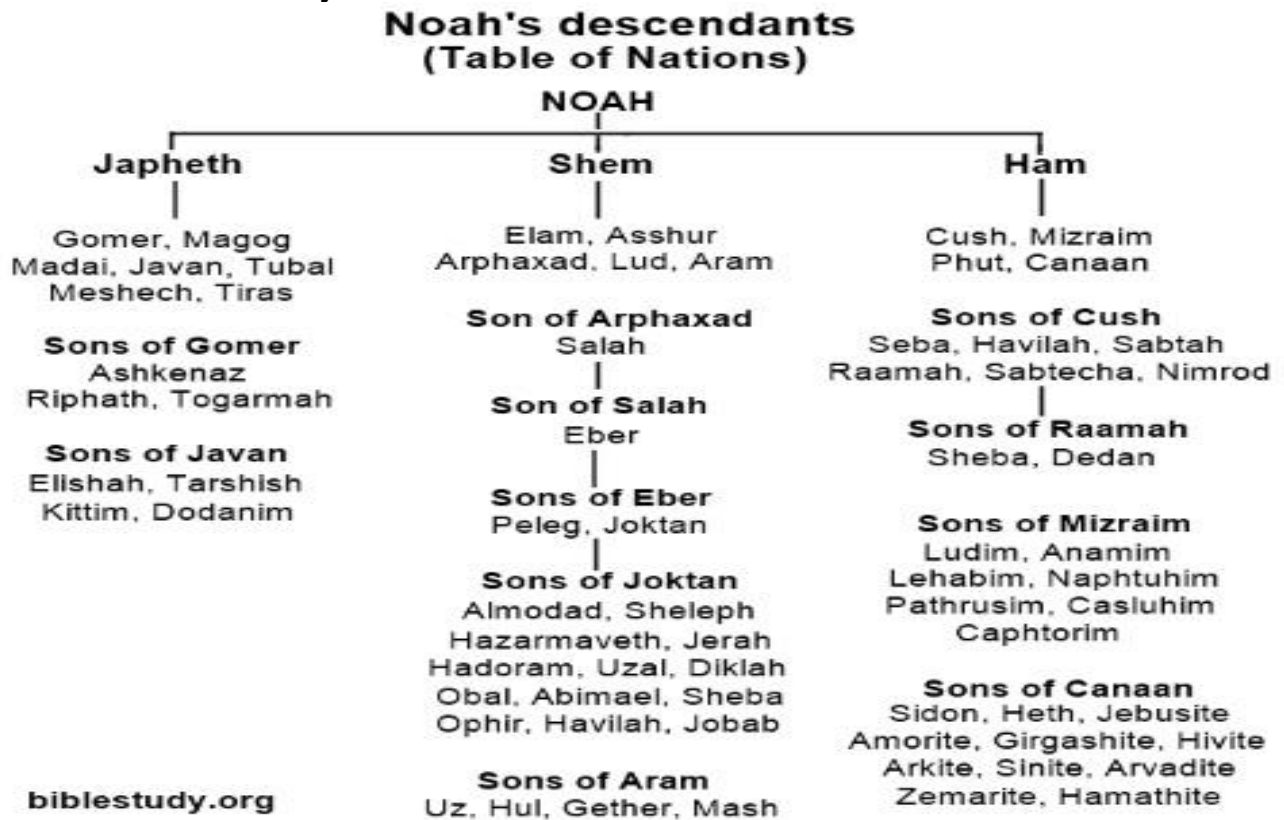 Noah's descendants
(Table of Nations)
NOAH
Japheth
Gomer, Magog
Madai, Javan, Tubal
Meshech, Tiras
Sons of Gomer
Ashkenaz
Riphath, Togarmah
Sons of Javan
Elishah, Tarshish
Kittim, Dodanim
Shem
Elam, Asshur
Arphaxad, Lud, Aram
Son of Arphaxad
Salah
Son of Salah
Eber
Sons of Eber
Peleg, Joktan
Sons of Joktan
Almodad, Sheleph
Hazarmaveth, Jerah
Hadoram, Uzal, Diklah
Obal, Abimael, Sheba
Ophir, Havilah, Jobab
Sons of Aram
Uz, Hul, Gether, Mash
Ham
Cush, Mizraim
Phut, Canaan
Sons of Cush
Seba, Havilah, Sabtah
Raamah, Sabtecha, Nimrod
Sons of Raamah
Sheba, Dedan
Sons of Mizraim
Ludim, Anamim
Lehabim, Naphtuhim
Pathrusim, Casluhim
Caphtorim
Sons of Canaan
Sidon, Heth, Jebusite
Amorite, Girgashite, Hivite
Arkite, Sinite, Arvadite
Zemarite, Hamathite
biblestudy.org